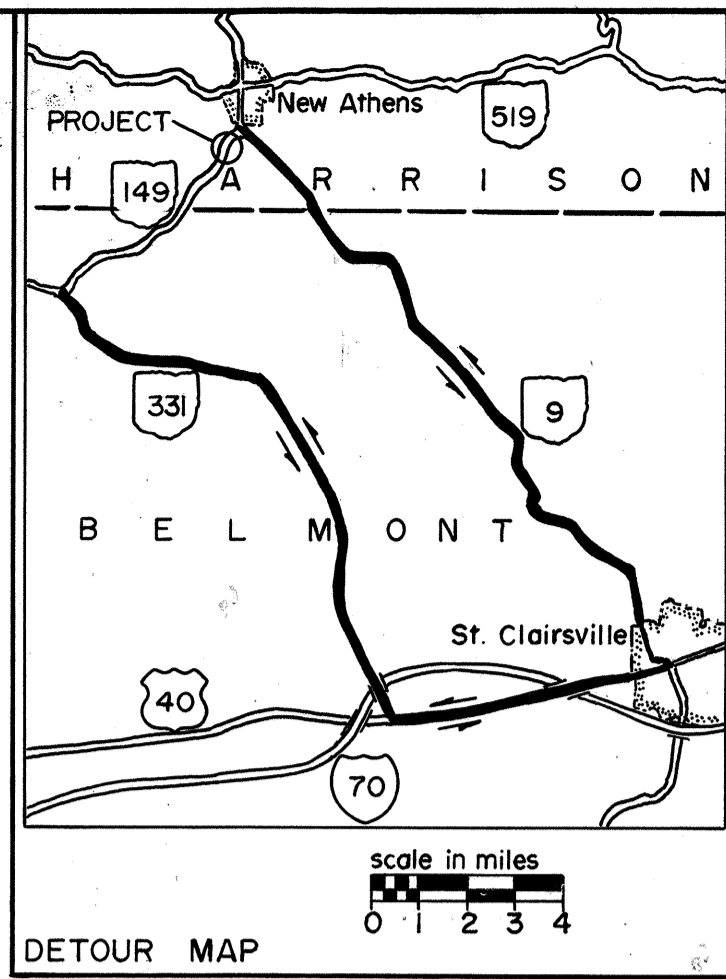 New Athens
PROJECT
519
H A R R I S O N
149
331
9
B E L M O N T
St. Clairsville
40
70
scale in miles
0 1 2 3 4
DETOUR MAP